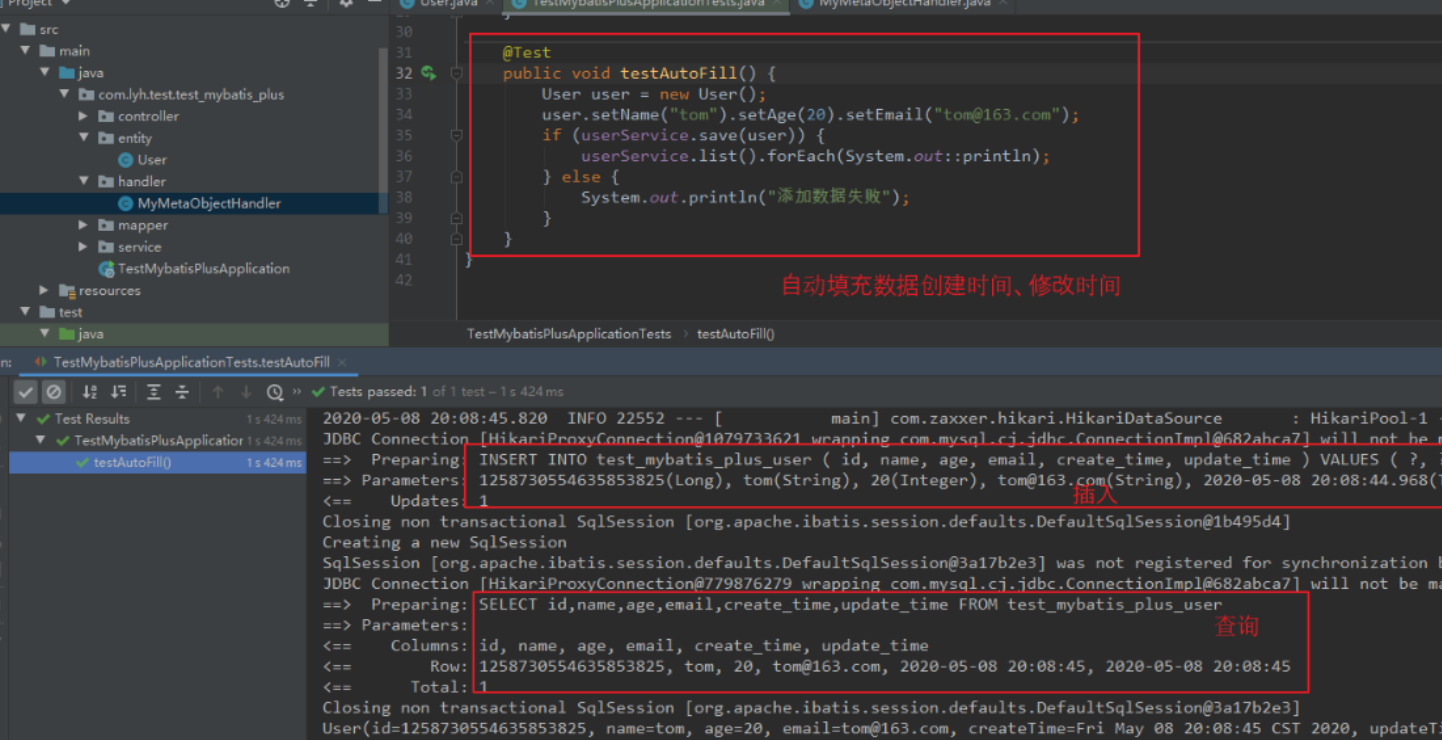 Project
User.java
TestMybatisPlusApplicationTests.java
MyMetaObjectHandler.java
src
main
java
com.lyh.test.test_mybatis_plus
controller
entity
User
handler
MyMetaObjectHandler
mapper
service
TestMybatisPlusApplication
resources
test
java
30
31 @Test
32 public void testAutoFill() {
33 User user = new User();
34 user.setName("tom").setAge(20).setEmail("tom@163.com");
35 if (userService.save(user)) {
36 userService.list().forEach(System.out::println);
37 } else {
38 System.out.println("添加数据失败");
39 }
40 }
41 }
42
自动填充数据创建时间、修改时间
TestMybatisPlusApplicationTests › testAutoFill()
n: TestMybatisPlusApplicationTests.testAutoFill ×
» Tests passed: 1 of 1 test – 1 s 424 ms
Test Results 1 s 424 ms
TestMybatisPlusApplication 1 s 424 ms
testAutoFill() 1 s 424 ms
2020-05-08 20:08:45.820 INFO 22552 --- [ main] com.zaxxer.hikari.HikariDataSource : HikariPool-1 -
JDBC Connection [HikariProxyConnection@1079733621 wrapping com.mysql.cj.jdbc.ConnectionImpl@682abca7] will not be m
==> Preparing: INSERT INTO test_mybatis_plus_user ( id, name, age, email, create_time, update_time ) VALUES ( ?, ?
==> Parameters: 1258730554635853825(Long), tom(String), 20(Integer), tom@163.com(String), 2020-05-08 20:08:44.968(T
插入
<== Updates: 1
Closing non transactional SqlSession [org.apache.ibatis.session.defaults.DefaultSqlSession@1b495d4]
Creating a new SqlSession
SqlSession [org.apache.ibatis.session.defaults.DefaultSqlSession@3a17b2e3] was not registered for synchronization b
JDBC Connection [HikariProxyConnection@779876279 wrapping com.mysql.cj.jdbc.ConnectionImpl@682abca7] will not be ma
==> Preparing: SELECT id,name,age,email,create_time,update_time FROM test_mybatis_plus_user
==> Parameters:
查询
<== Columns: id, name, age, email, create_time, update_time
<== Row: 1258730554635853825, tom, 20, tom@163.com, 2020-05-08 20:08:45, 2020-05-08 20:08:45
<== Total: 1
Closing non transactional SqlSession [org.apache.ibatis.session.defaults.DefaultSqlSession@3a17b2e3]
User(id=1258730554635853825, name=tom, age=20, email=tom@163.com, createTime=Fri May 08 20:08:45 CST 2020, updateTi